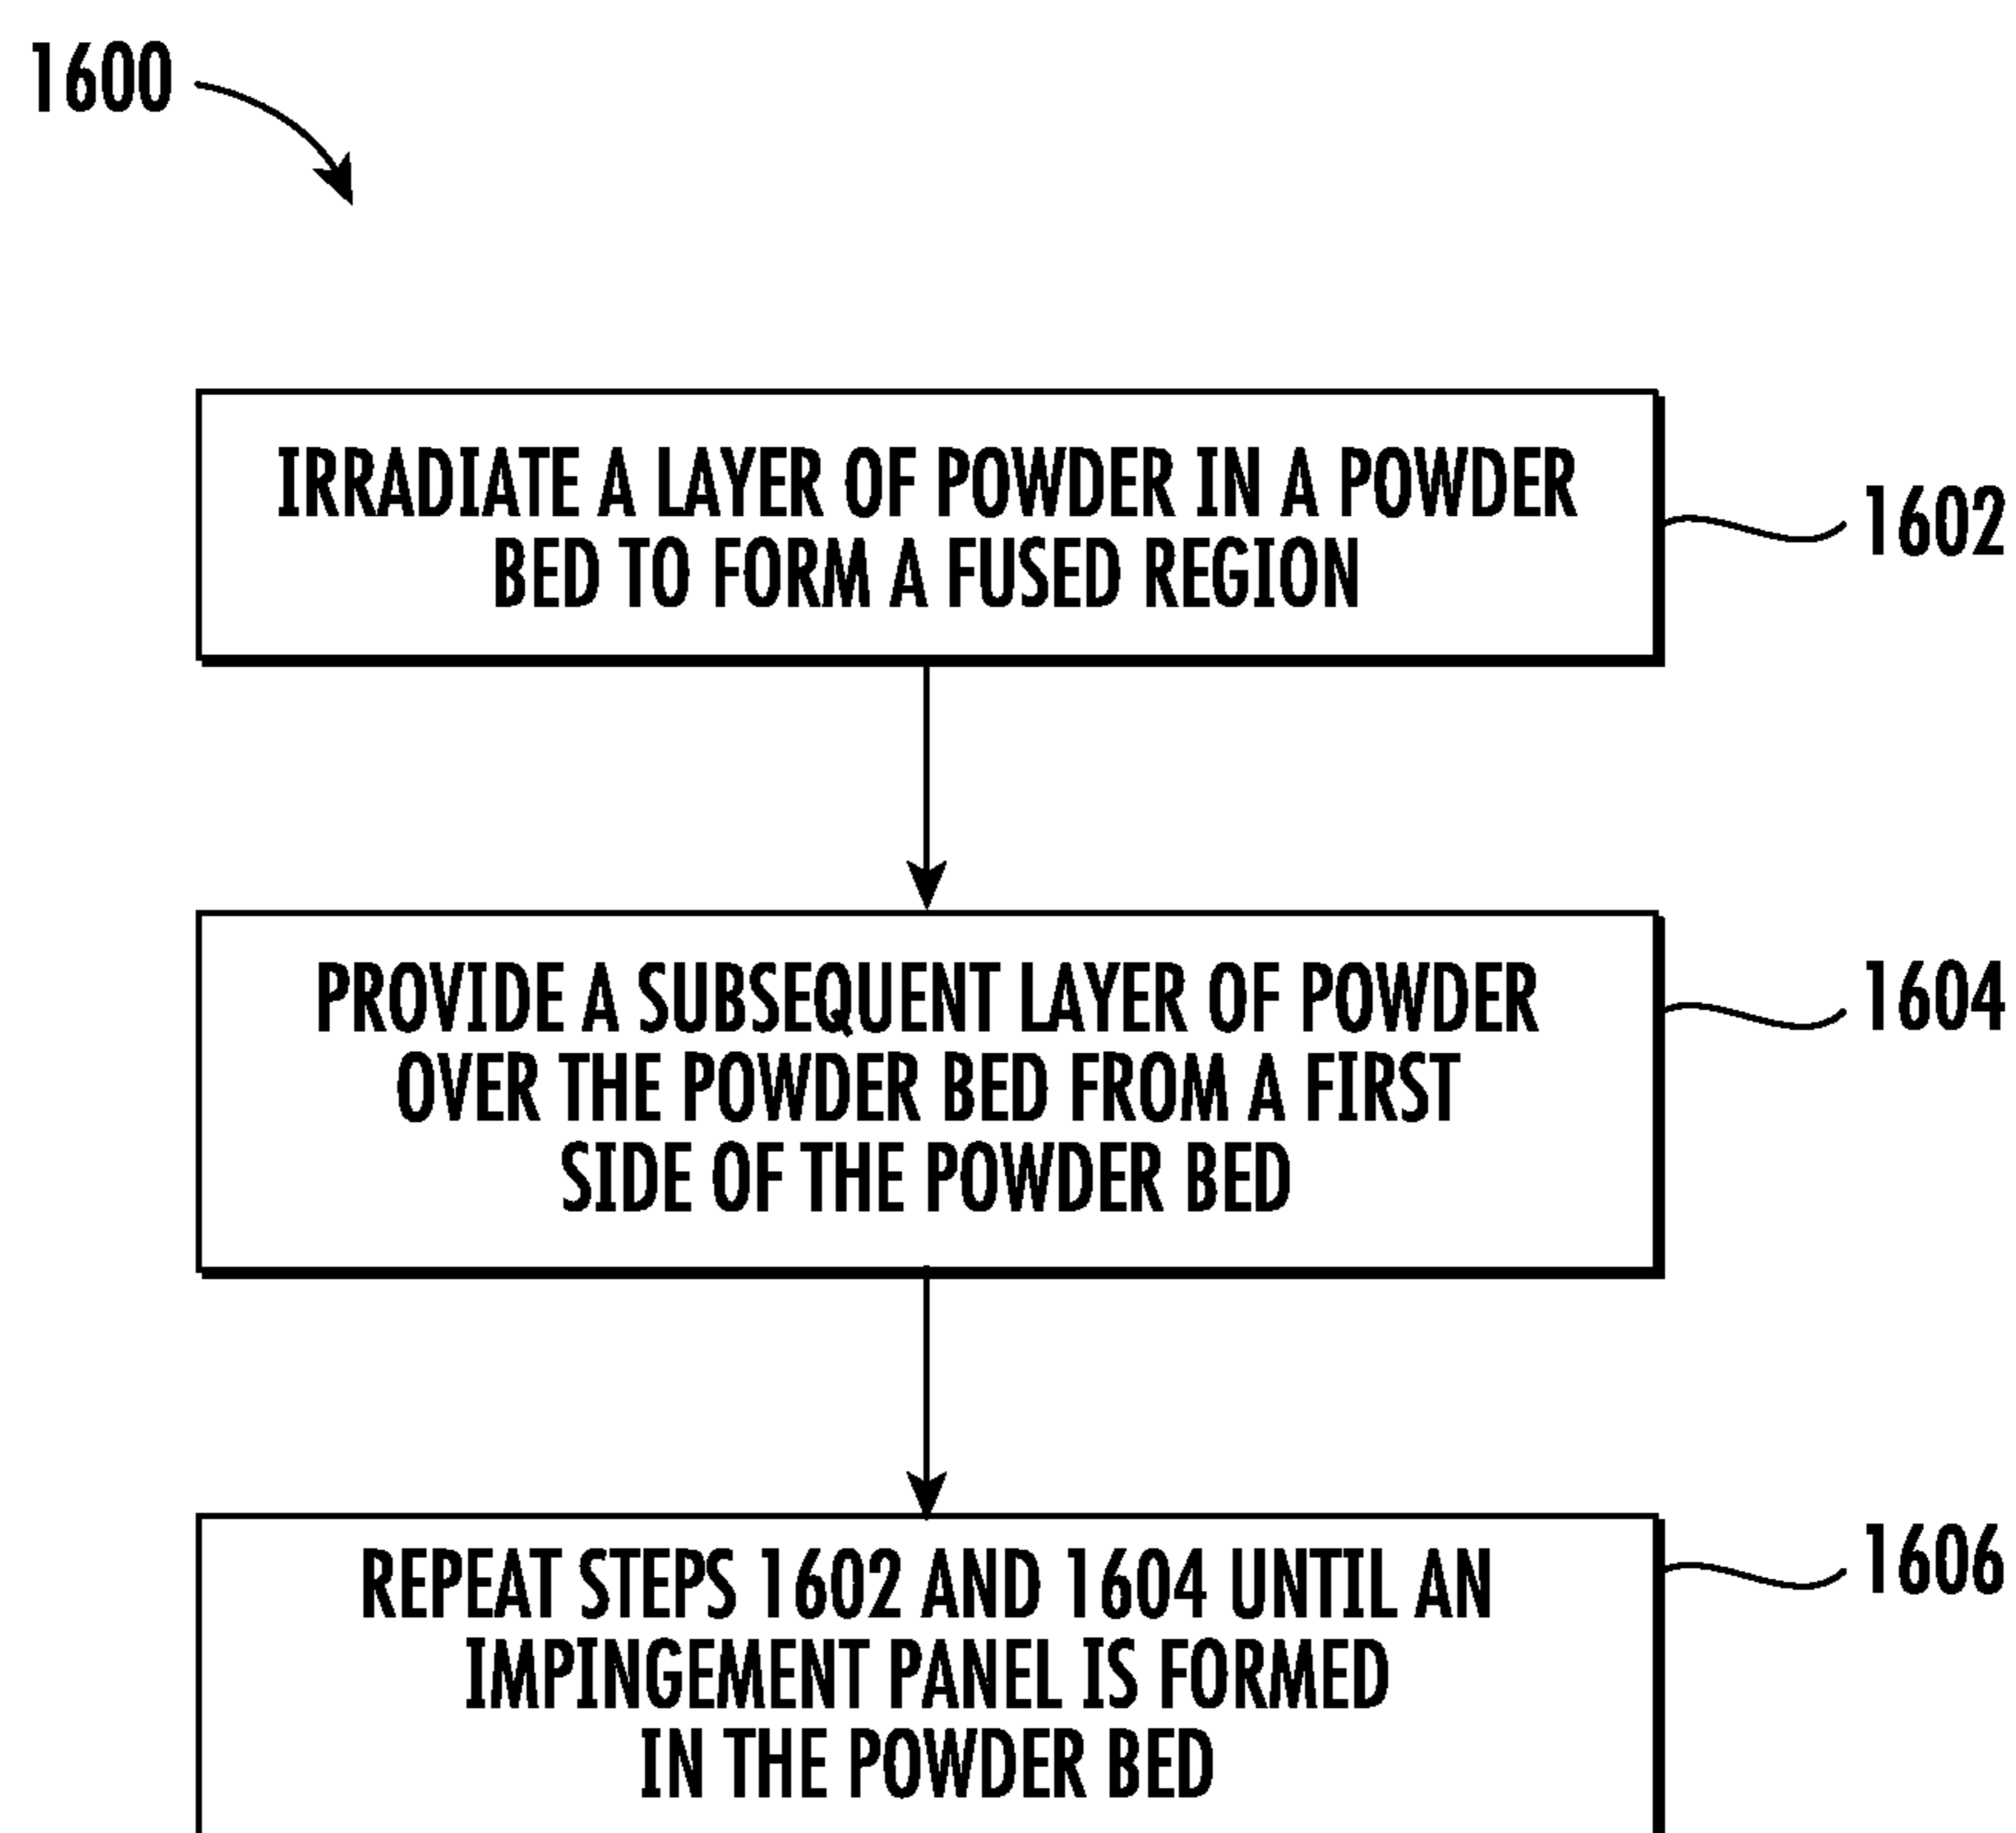 1600
IRRADIATE A LAYER OF POWDER IN A POWDER
BED TO FORM A FUSED REGION
1602
PROVIDE A SUBSEQUENT LAYER OF POWDER
OVER THE POWDER BED FROM A FIRST
SIDE OF THE POWDER BED
1604
REPEAT STEPS 1602 AND 1604 UNTIL AN
IMPINGEMENT PANEL IS FORMED
IN THE POWDER BED
1606